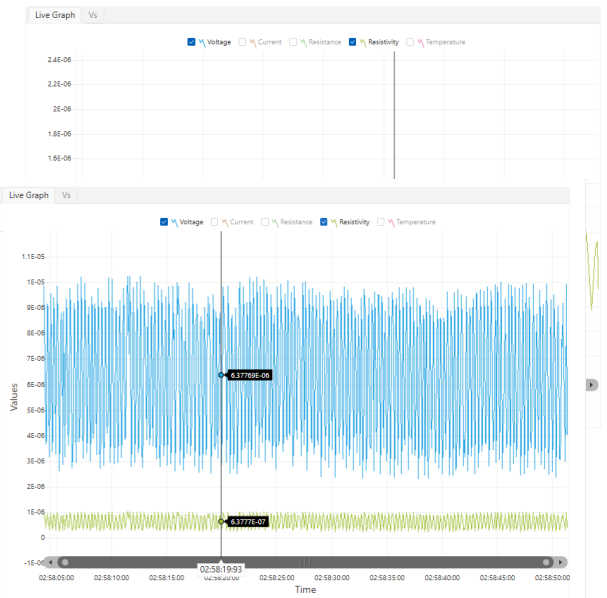 Live Graph Vs
Voltage Current Resistance Resistivity Temperature
2.4E-06
2.2E-06
2E-06
1.8E-06
1.6E-06
Live Graph Vs
Voltage Current Resistance Resistivity Temperature
1.1E-05
1E-05
9E-06
8E-06
7E-06
6.37769E-06
6E-06
Values
5E-06
4E-06
3E-06
2E-06
1E-06
6.3777E-07
0
-1E-06
02:58:19:93
02:58:05:00 02:58:10:00 02:58:15:00 02:58:20:00 02:58:25:00 02:58:30:00 02:58:35:00 02:58:40:00 02:58:45:00 02:58:50:00
Time